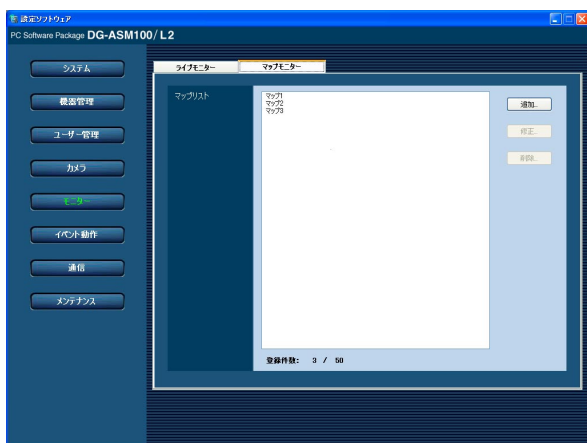 設定ソフトウェア
PC Software Package DG-ASM100/L2
システム
機器管理
ユーザー管理
カメラ
モニター
イベント動作
通信
メンテナンス
ライブモニター
マップモニター
マップリスト
マップ1
マップ2
マップ3
追加...
修正...
削除...
登録件数: 3 / 50